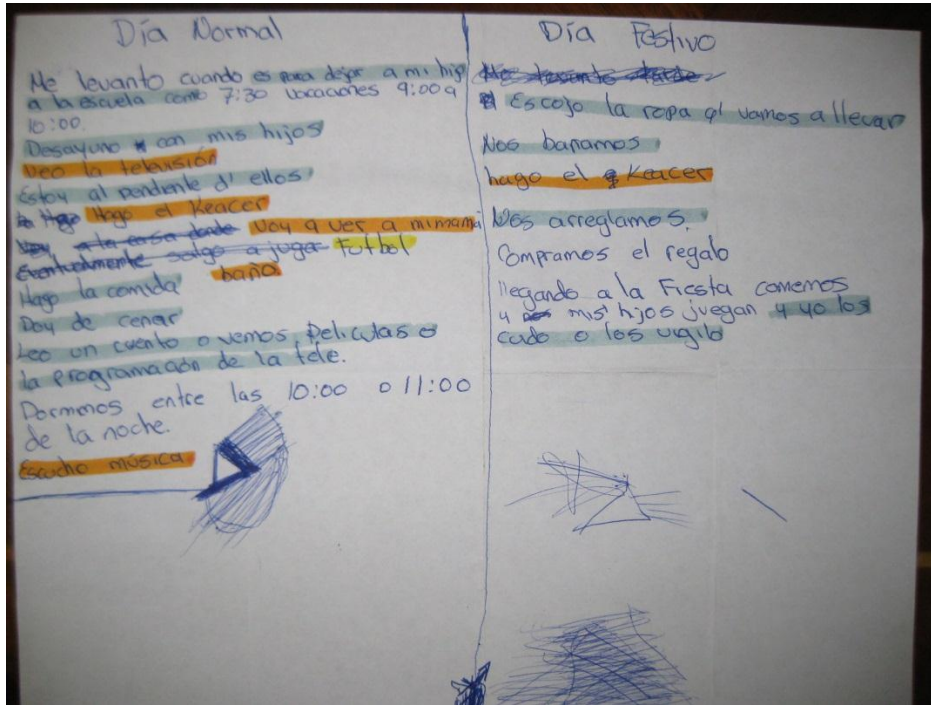 Día Normal
Me levanto cuando es para dejar a mi hijo
a la escuela como 7:30 vacaciones 9:00 a
10:00.
Desayuno con mis hijos
Veo la televisión
Estoy al pendiente d' ellos
Hago el Keacer
Voy a ver a mi mamá
Eventualmente salgo a jugar Futbol
baño
Hago la comida
Doy de cenar
Leo un cuento o vemos Peliculas o
la programación de la tele.
Dormimos entre las 10:00 o 11:00
de la noche.
Escucho música
Día Festivo
Me levanto tarde
Escojo la ropa q' vamos a llevar
Nos bañamos
hago el Keacer
Nos arreglamos.
Compramos el regalo
llegando a la Fiesta comemos
y mis hijos juegan y yo los
cuido o los vigilo